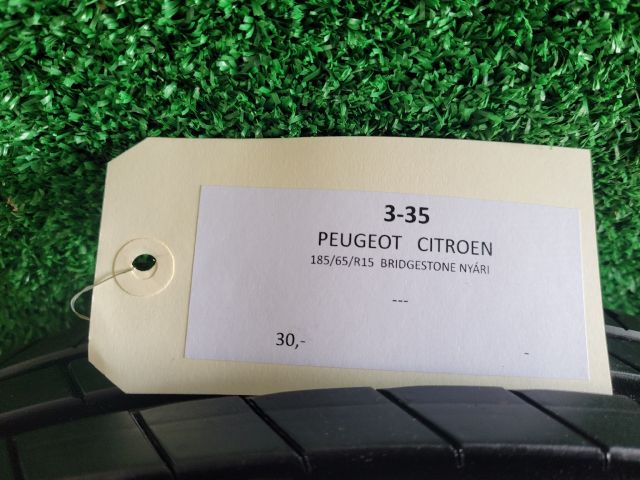 3-35
PEUGEOT CITROEN
185/65/R15 BRIDGESTONE NYÁRI
---
30,-
-